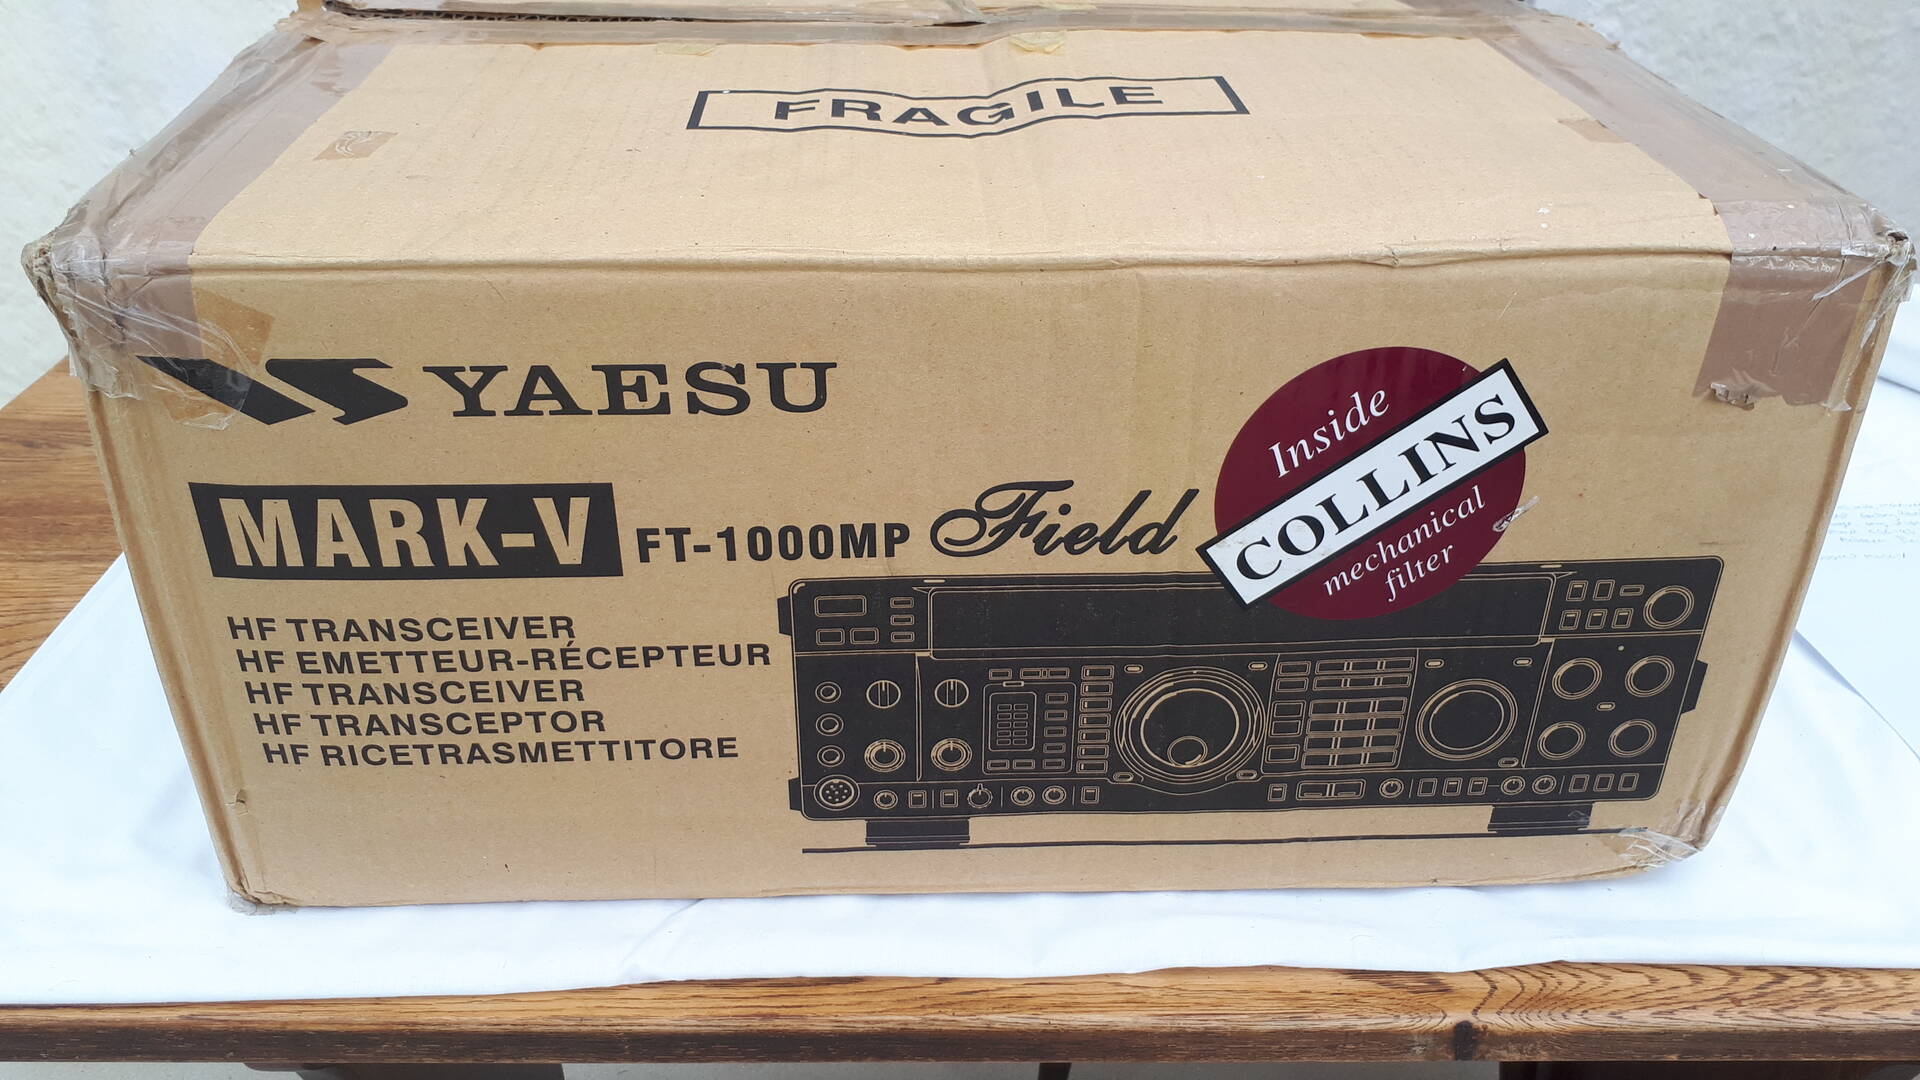 FRAGILE
YAESU
MARK-V FT-1000MP Field
Inside
COLLINS
mechanical
filter
HF TRANSCEIVER
HF EMETTEUR-RÉCEPTEUR
HF TRANSCEIVER
HF TRANSCEPTOR
HF RICETRASMETTITORE